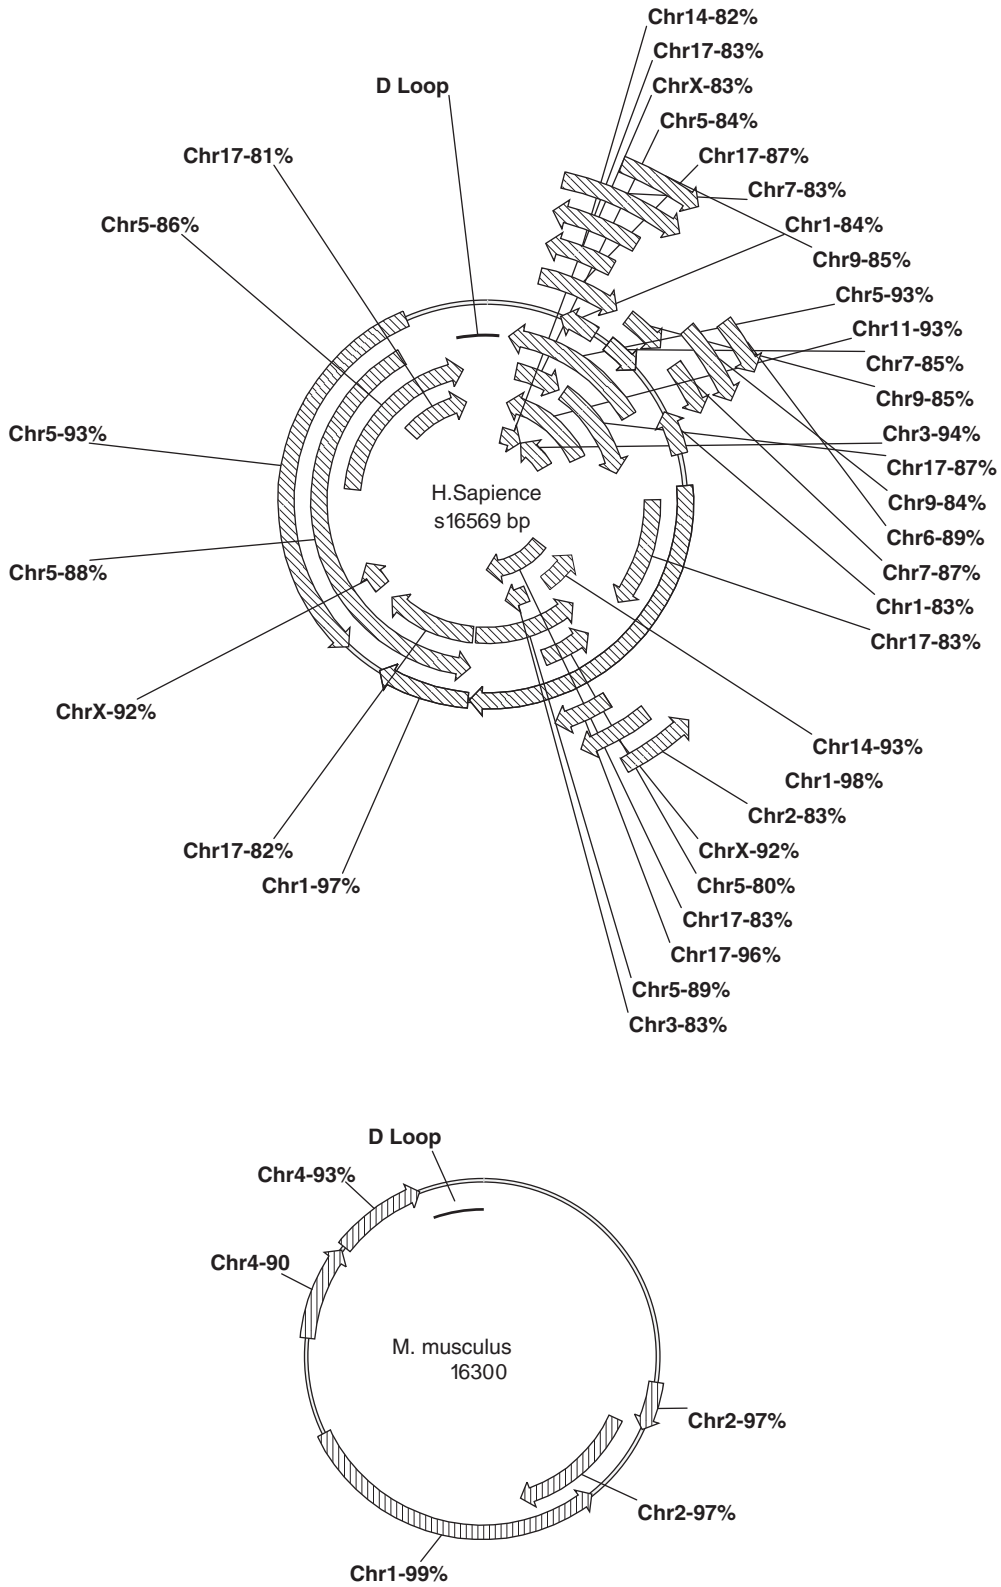 Chr14-82%
Chr17-83%
D Loop
ChrX-83%
Chr5-84%
Chr17-81%
Chr17-87%
Chr7-83%
Chr5-86%
Chr1-84%
Chr9-85%
Chr5-93%
Chr11-93%
Chr7-85%
Chr9-85%
Chr5-93%
Chr3-94%
Chr17-87%
H.Sapience
s16569 bp
Chr9-84%
Chr6-89%
Chr5-88%
Chr7-87%
Chr1-83%
Chr17-83%
ChrX-92%
Chr14-93%
Chr1-98%
Chr2-83%
Chr17-82%
ChrX-92%
Chr1-97%
Chr5-80%
Chr17-83%
Chr17-96%
Chr5-89%
Chr3-83%
D Loop
Chr4-93%
Chr4-90
M. musculus
16300
Chr2-97%
Chr2-97%
Chr1-99%